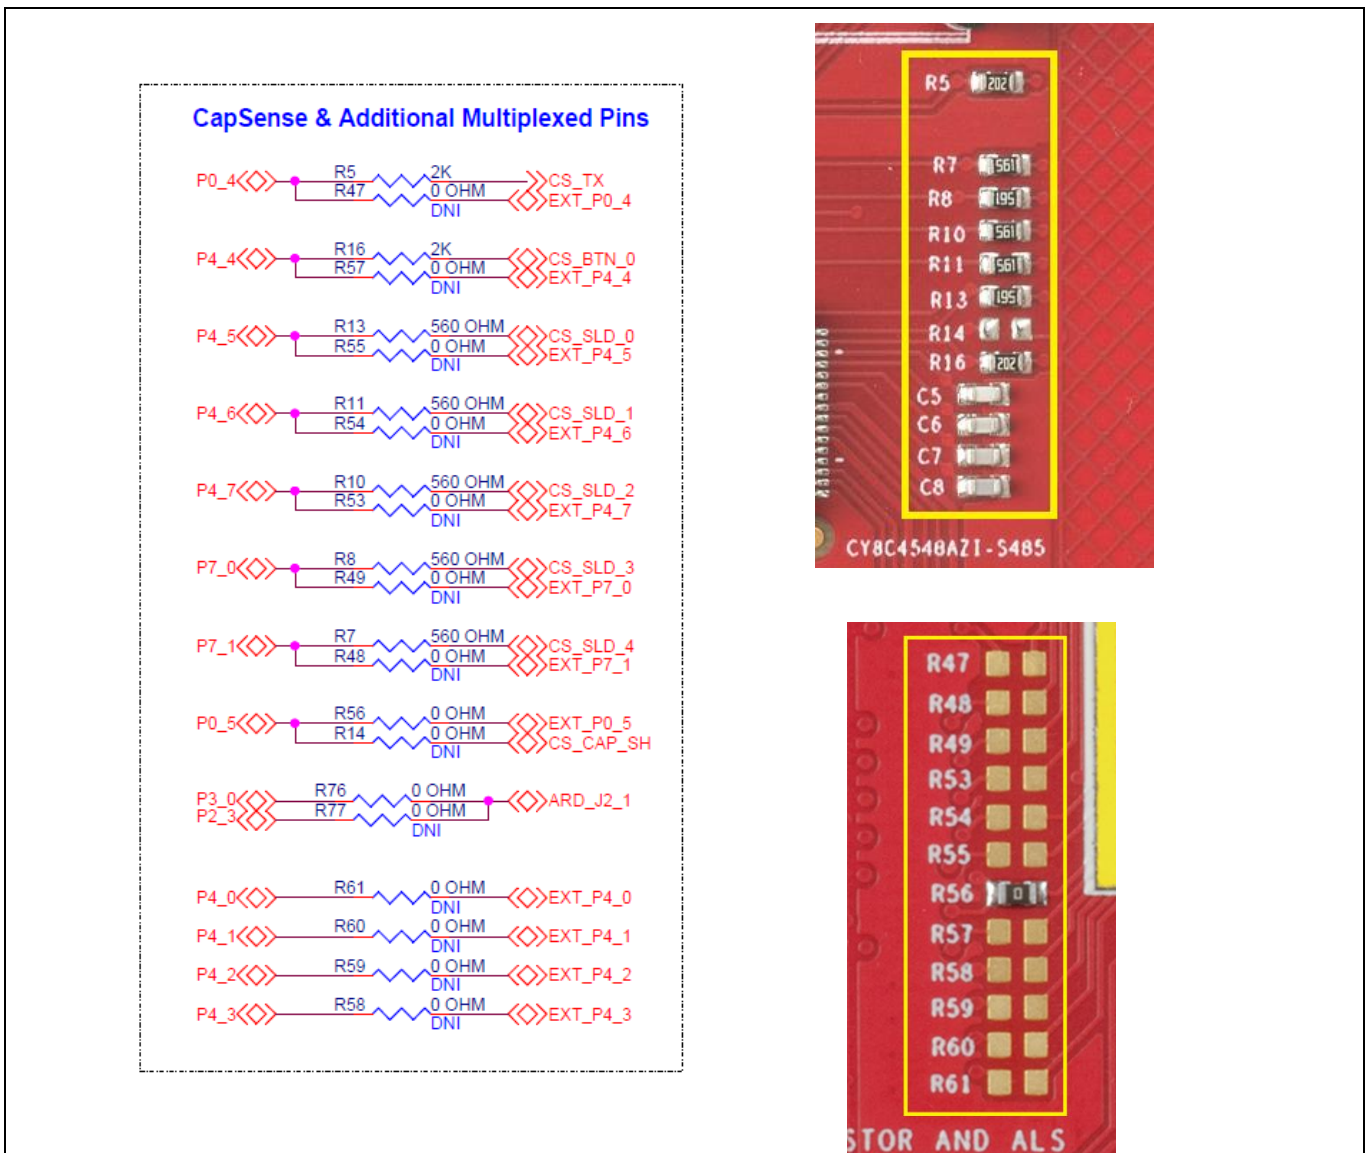 CapSense & Additional Multiplexed Pins
P0_4 R5 2K CS_TX
R47 0 OHM EXT_P0_4
DNI
P4_4 R16 2K CS_BTN_0
R57 0 OHM EXT_P4_4
DNI
P4_5 R13 560 OHM CS_SLD_0
R55 0 OHM EXT_P4_5
DNI
P4_6 R11 560 OHM CS_SLD_1
R54 0 OHM EXT_P4_6
DNI
P4_7 R10 560 OHM CS_SLD_2
R53 0 OHM EXT_P4_7
DNI
P7_0 R8 560 OHM CS_SLD_3
R49 0 OHM EXT_P7_0
DNI
P7_1 R7 560 OHM CS_SLD_4
R48 0 OHM EXT_P7_1
DNI
P0_5 R56 0 OHM EXT_P0_5
R14 0 OHM CS_CAP_SH
DNI
P3_0 R76 0 OHM ARD_J2_1
P2_3 R77 0 OHM
DNI
P4_0 R61 0 OHM EXT_P4_0
DNI
P4_1 R60 0 OHM EXT_P4_1
DNI
P4_2 R59 0 OHM EXT_P4_2
DNI
P4_3 R58 0 OHM EXT_P4_3
DNI
R5 202
R7 561
R8 561
R10 561
R11 561
R13 561
R14
R16 202
C5
C6
C7
C8
CY8C4548AZI-S485
R47
R48
R49
R53
R54
R55
R56 0
R57
R58
R59
R60
R61
STOR AND ALS